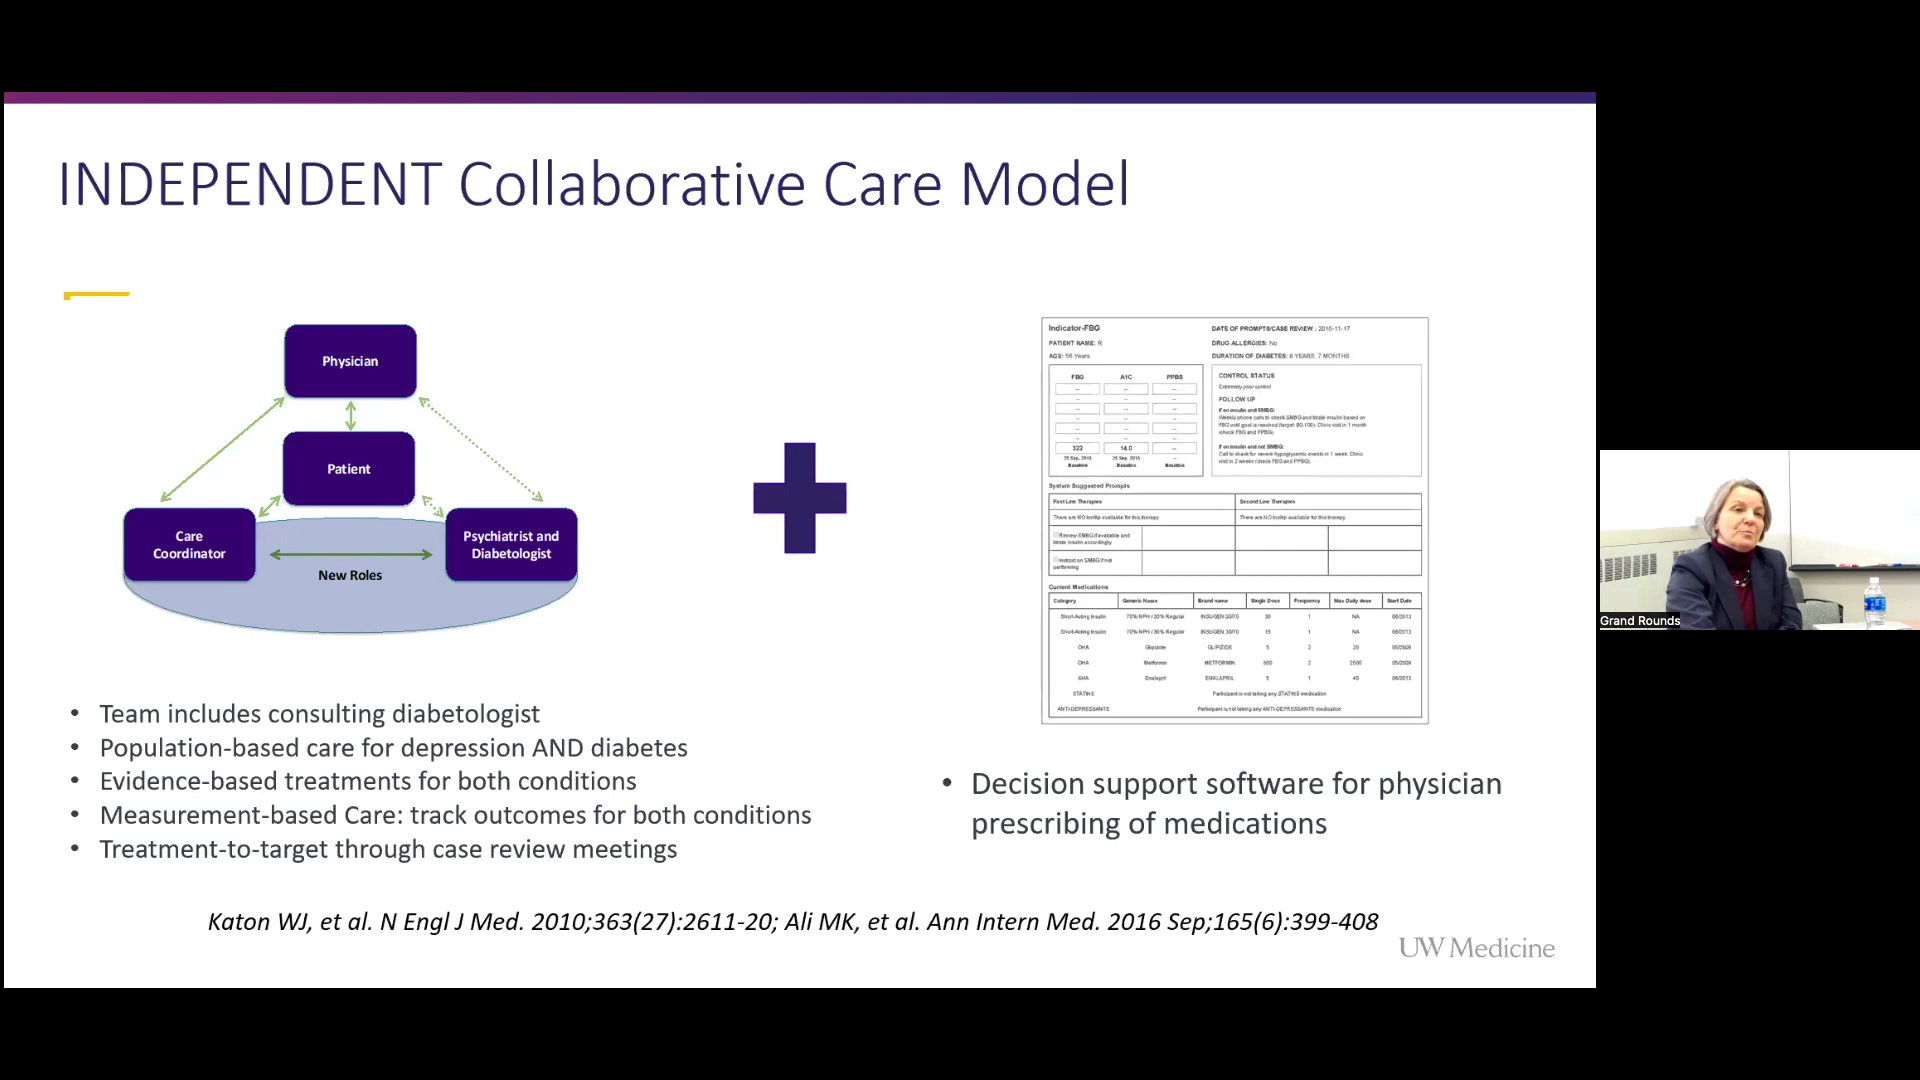 INDEPENDENT Collaborative Care Model
Physician
Patient
Care
Coordinator
Psychiatrist and
Diabetologist
New Roles
• Team includes consulting diabetologist
• Population-based care for depression AND diabetes
• Evidence-based treatments for both conditions
• Measurement-based Care: track outcomes for both conditions
• Treatment-to-target through case review meetings
Indicator-FBG
DATE OF PROMPTS/CASE REVIEW : 2015-11-17
PATIENT NAME: R
DRUG ALLERGIES: No
AGE: 56 Years
DURATION OF DIABETES: 6 YEARS, 7 MONTHS
FBG A1C PPBS
322 14.0 --
Baseline Baseline Baseline
CONTROL STATUS
Extremely poor control
FOLLOW UP
If on insulin and SMBG:
Weekly phone calls to check SMBG and titrate insulin based on
FBG until goal is reached (target: 80-130). Clinic visit in 1 month
(check FBG and PPBG).
If on insulin and not SMBG:
Call to check for severe hypoglycemic events in 1 week. Clinic
visit in 2 weeks (check FBG and PPBG).
System Suggested Prompts
First Line Therapies Second Line Therapies
There are NO tooltip available for this therapy There are NO tooltip available for this therapy
Review SMBG if available and
titrate insulin accordingly
Instruct on SMBG if not
performing
Current Medications
Category Generic Name Brand name Single Dose Frequency Max Daily dose Start Date
Short-Acting Insulin 70% NPH / 30% Regular INSUGEN 30/70 30 1 NA 06/2013
Short-Acting Insulin 70% NPH / 30% Regular INSUGEN 30/70 15 1 NA 06/2013
OHA Glipizide GLIPIZIDE 5 2 20 05/2009
OHA Metformin METFORMIN 500 2 2500 05/2009
AHA Enalapril ENALAPRIL 5 1 40 06/2013
STATINS Participant is not taking any STATINS medication
ANTI-DEPRESSANTS Participant is not taking any ANTI-DEPRESSANTS medication
• Decision support software for physician
prescribing of medications
Katon WJ, et al. N Engl J Med. 2010;363(27):2611-20; Ali MK, et al. Ann Intern Med. 2016 Sep;165(6):399-408
UW Medicine
Grand Rounds